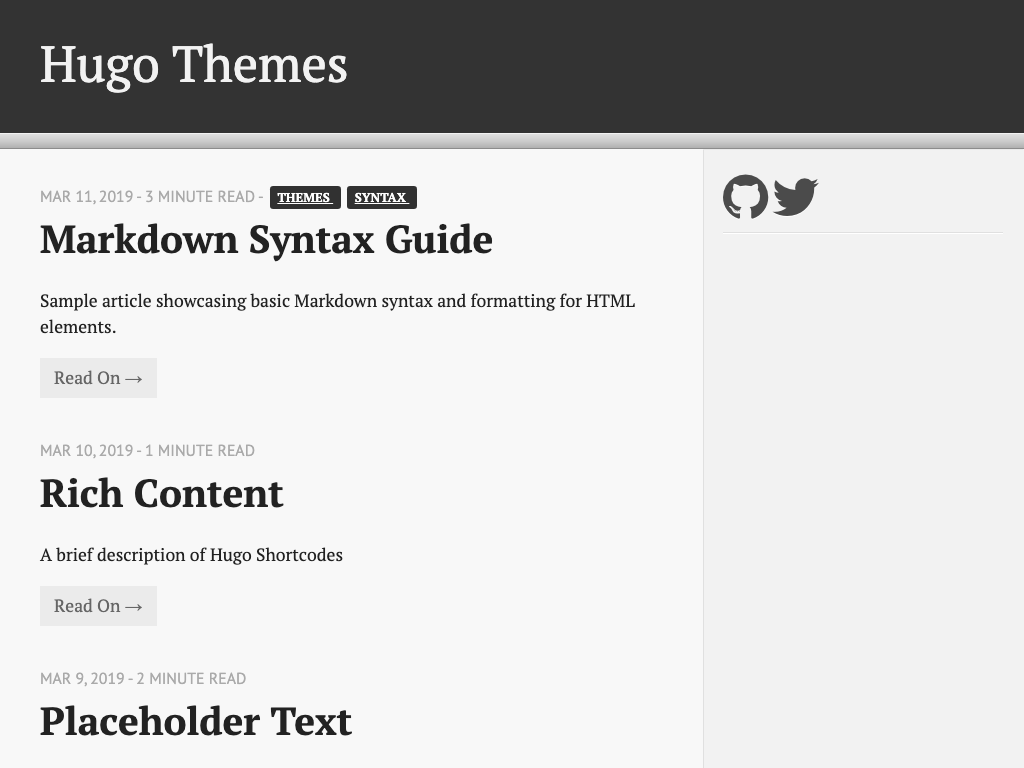 Hugo Themes
MAR 11, 2019 - 3 MINUTE READ - THEMES SYNTAX
Markdown Syntax Guide
Sample article showcasing basic Markdown syntax and formatting for HTML
elements.
Read On →
MAR 10, 2019 - 1 MINUTE READ
Rich Content
A brief description of Hugo Shortcodes
Read On →
MAR 9, 2019 - 2 MINUTE READ
Placeholder Text